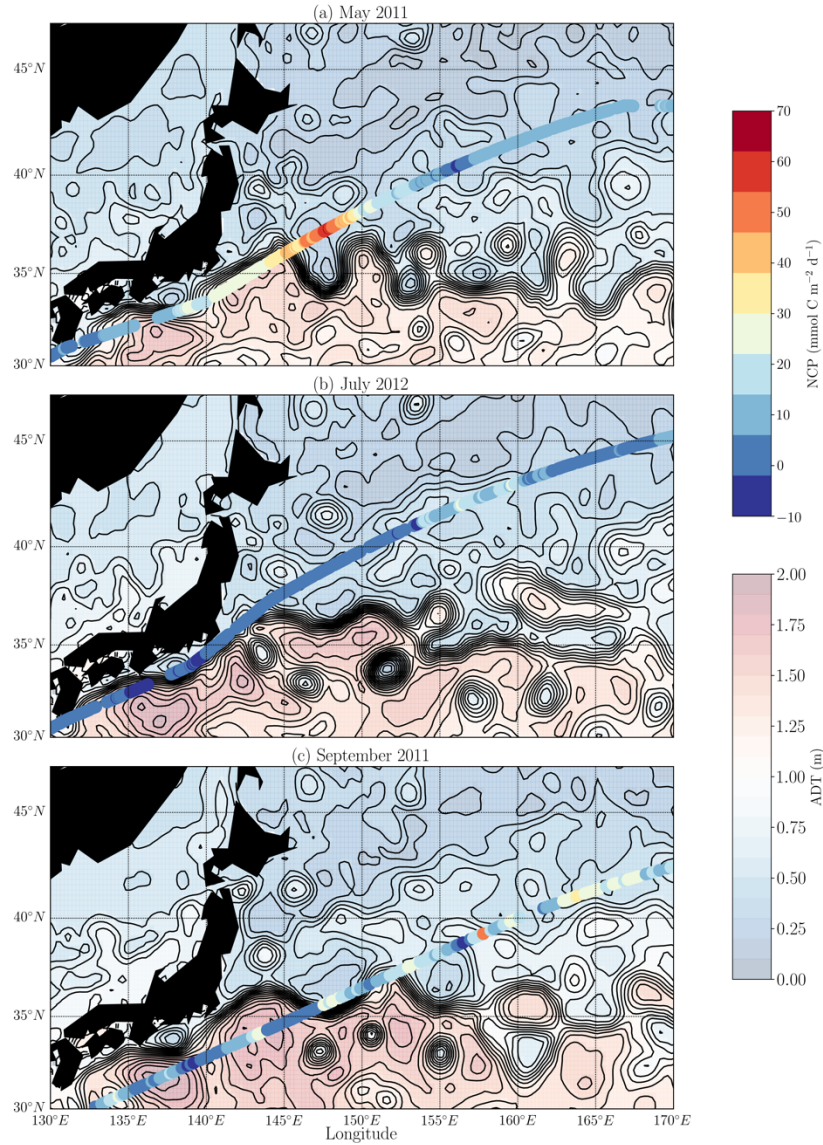 (a) May 2011
45°N
40°N
35°N
30°N
(b) July 2012
45°N
40°N
35°N
30°N
(c) September 2011
45°N
40°N
35°N
30°N
130°E 135°E 140°E 145°E 150°E 155°E 160°E 165°E 170°E
Longitude
70
60
50
40
30
20
10
0
−10
NCP (mmol C m⁻² d⁻¹)
2.00
1.75
1.50
1.25
1.00
0.75
0.50
0.25
0.00
ADT (m)